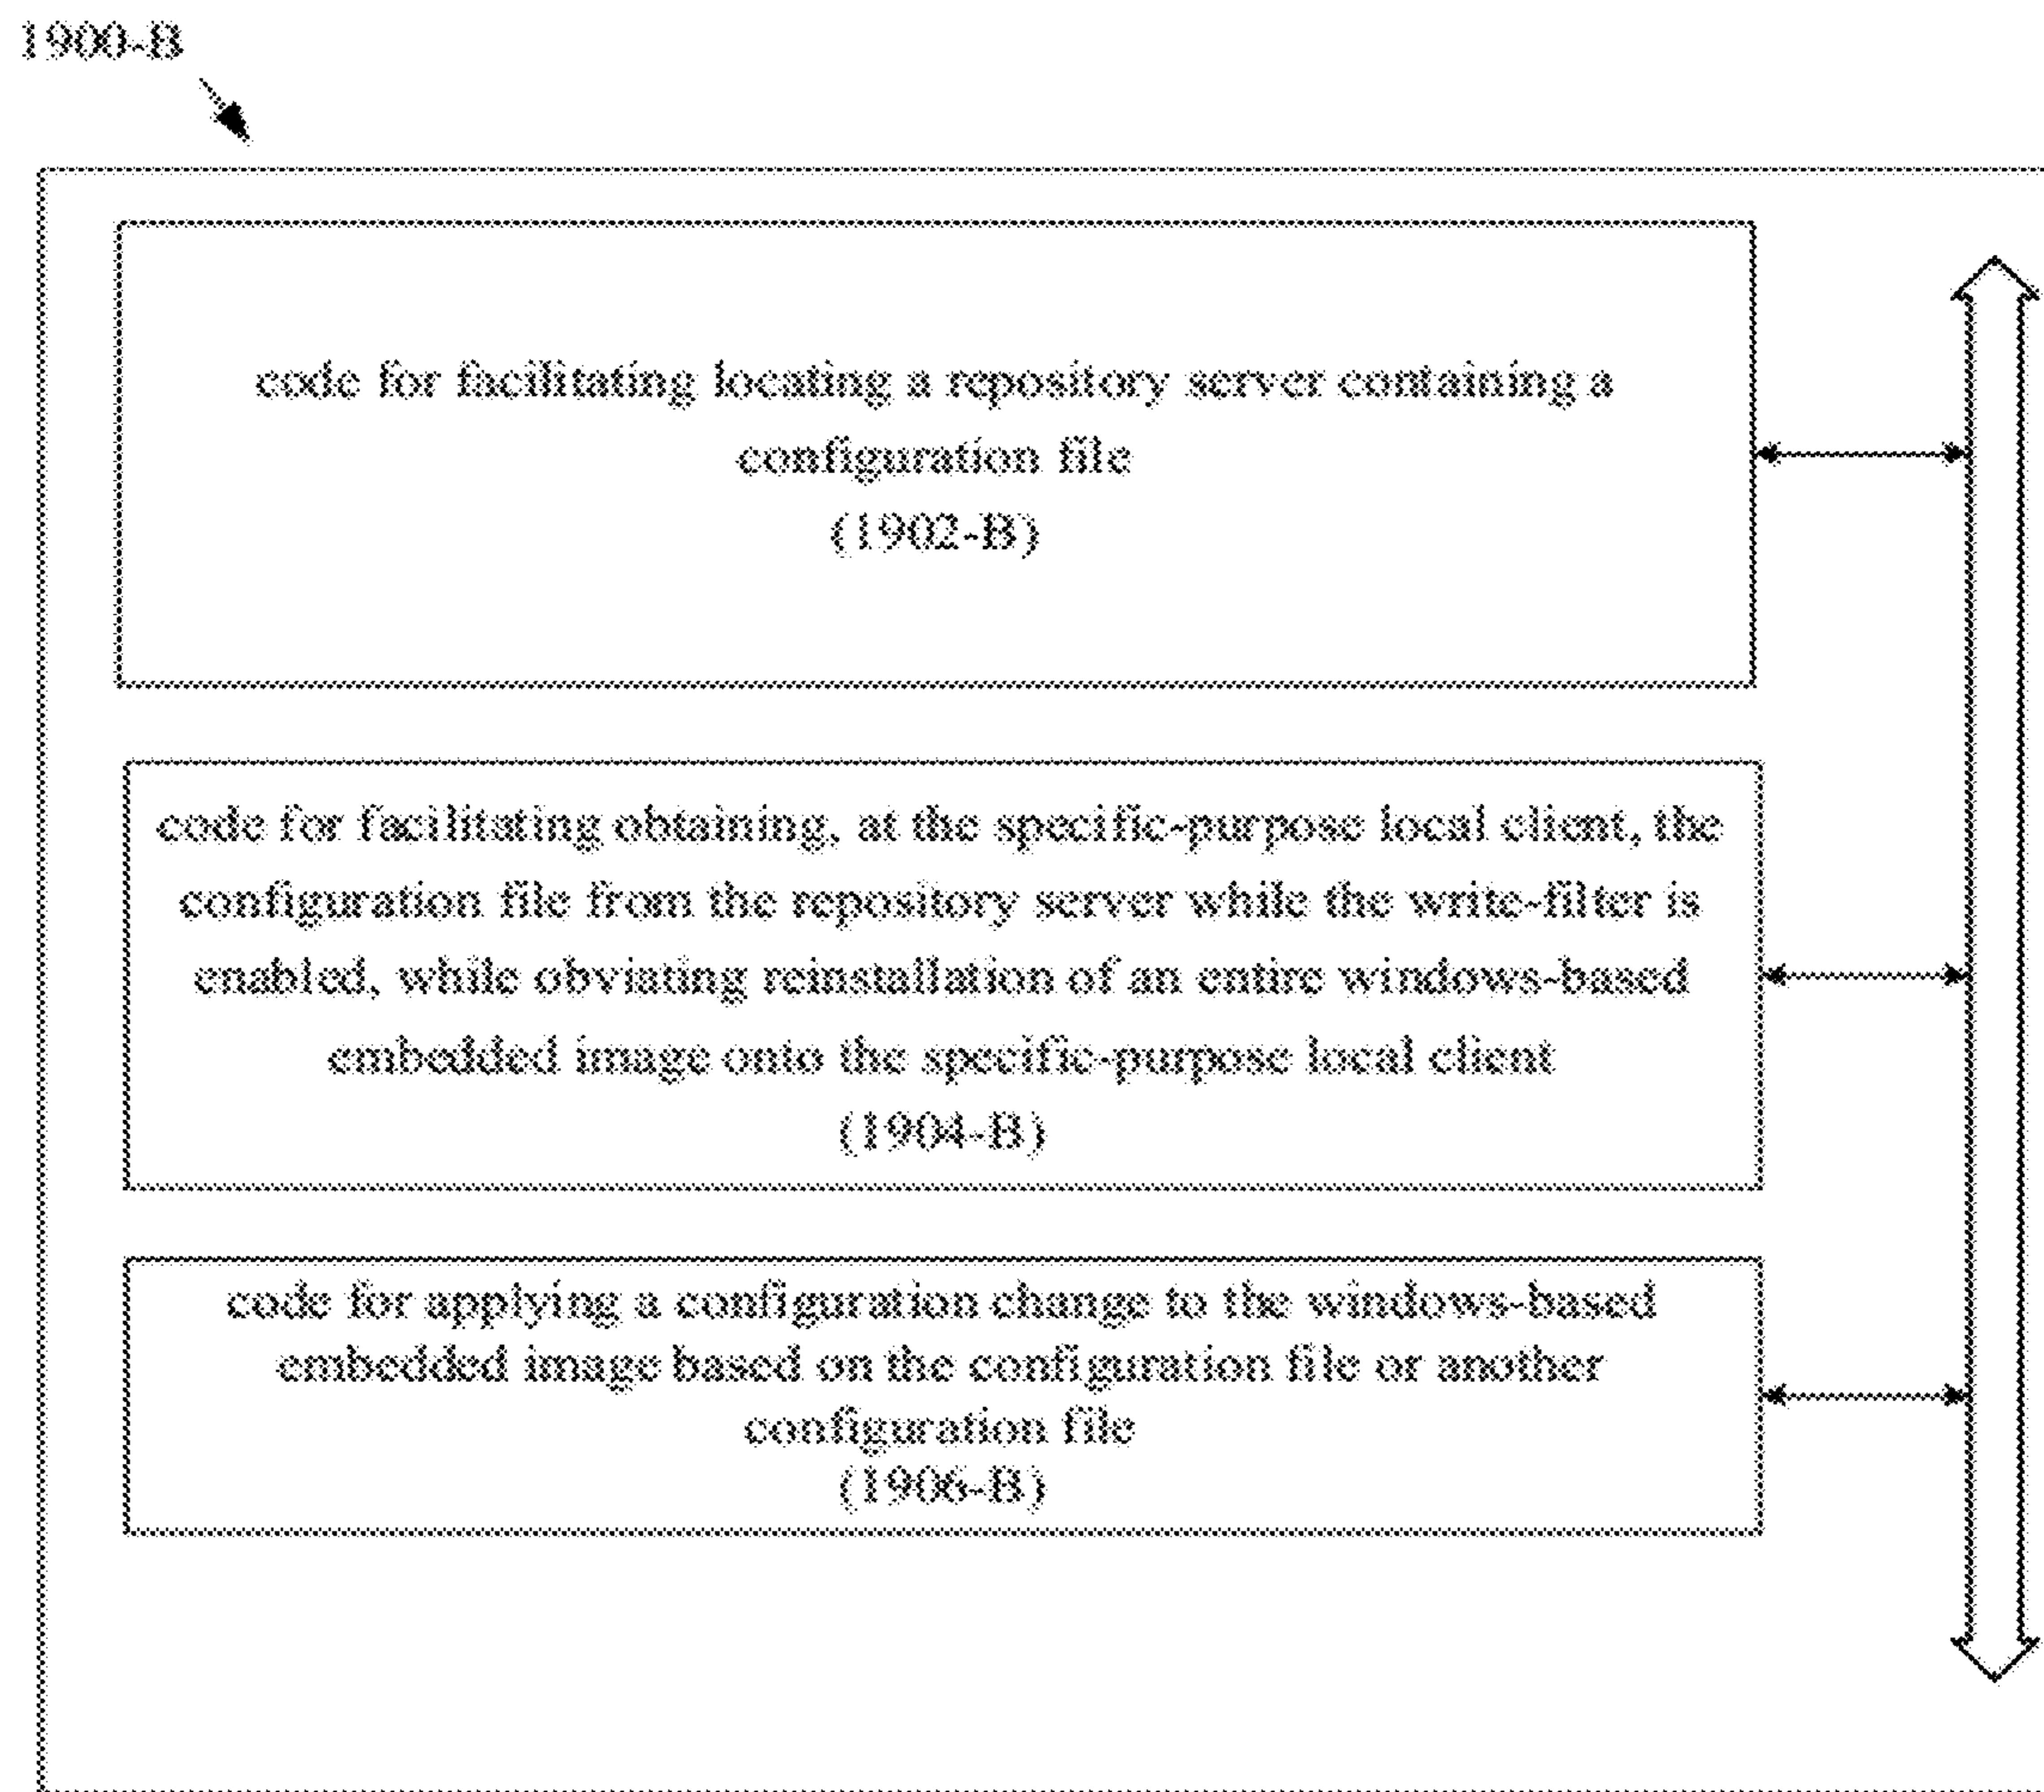 1900-B
code for facilitating locating a repository server containing a
configuration file
(1902-B)
code for facilitating obtaining, at the specific-purpose local client, the
configuration file from the repository server while the write-filter is
enabled, while obviating reinstallation of an entire windows-based
embedded image onto the specific-purpose local client
(1904-B)
code for applying a configuration change to the windows-based
embedded image based on the configuration file or another
configuration file
(1906-B)